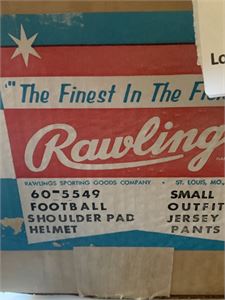 Lo
"The Finest In The Fie
Rawling
RAWLINGS SPORTING GOODS COMPANY • ST. LOUIS, MO.,
60-5549 SMALL
FOOTBALL OUTFIT
SHOULDER PAD JERSEY
HELMET PANTS